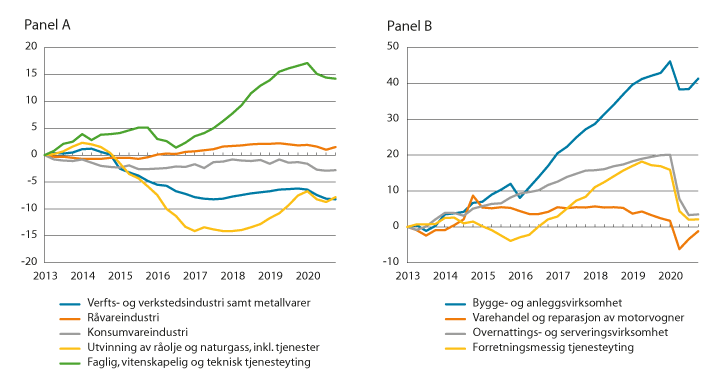 Panel A
20
15
10
5
0
-5
-10
-15
-20
2013 2014 2015 2016 2017 2018 2019 2020
Verfts- og verkstedsindustri samt metallvarer
Råvareindustri
Konsumvareindustri
Utvinning av råolje og naturgass, inkl. tjenester
Faglig, vitenskapelig og teknisk tjenesteyting
Panel B
50
40
30
20
10
0
-10
2013 2014 2015 2016 2017 2018 2019 2020
Bygge- og anleggsvirksomhet
Varehandel og reparasjon av motorvogner
Overnattings- og serveringsvirksomhet
Forretningsmessig tjenesteyting